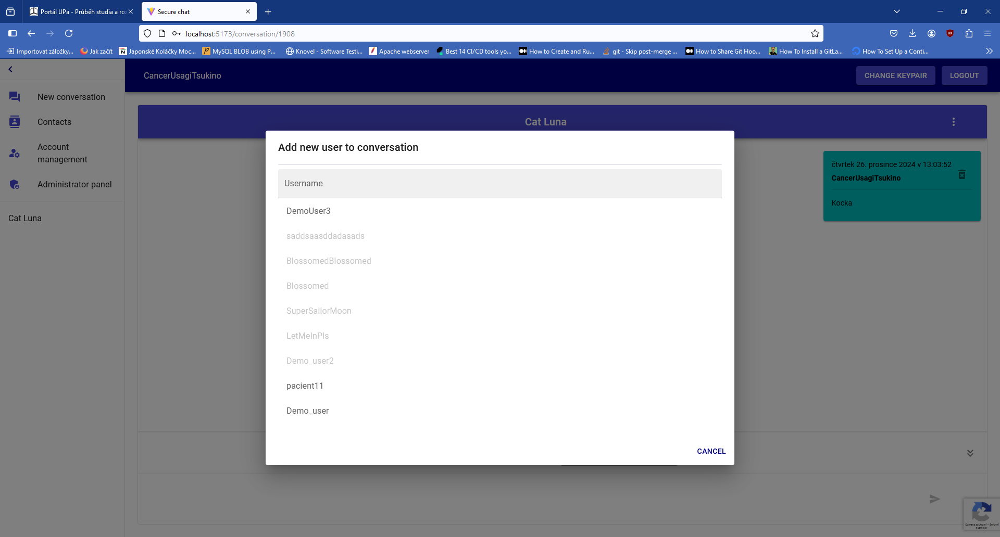 Portál UPa - Průběh studia a ro
Secure chat
localhost:5173/conversation/1908
Importovat záložky...
Jak začít
Japonské Koláčky Moc...
MySQL BLOB using P...
Knovel - Software Testi...
Apache webserver
Best 14 CI/CD tools yo...
How to Create and Ru...
git - Skip post-merge ...
How to Share Git Hoo...
How To Install a GitLa...
How To Set Up a Conti...
CancerUsagiTsukino
CHANGE KEYPAIR
LOGOUT
New conversation
Contacts
Account
management
Administrator panel
Cat Luna
Cat Luna
čtvrtek 26. prosince 2024 v 13:03:52
CancerUsagiTsukino
Kocka
Add new user to conversation
Username
DemoUser3
saddsaasddadasads
BlossomedBlossomed
Blossomed
SuperSailorMoon
LetMeInPls
Demo_user2
pacient11
Demo_user
CANCEL
Ochrana soukromí - Smluvní
podmínky